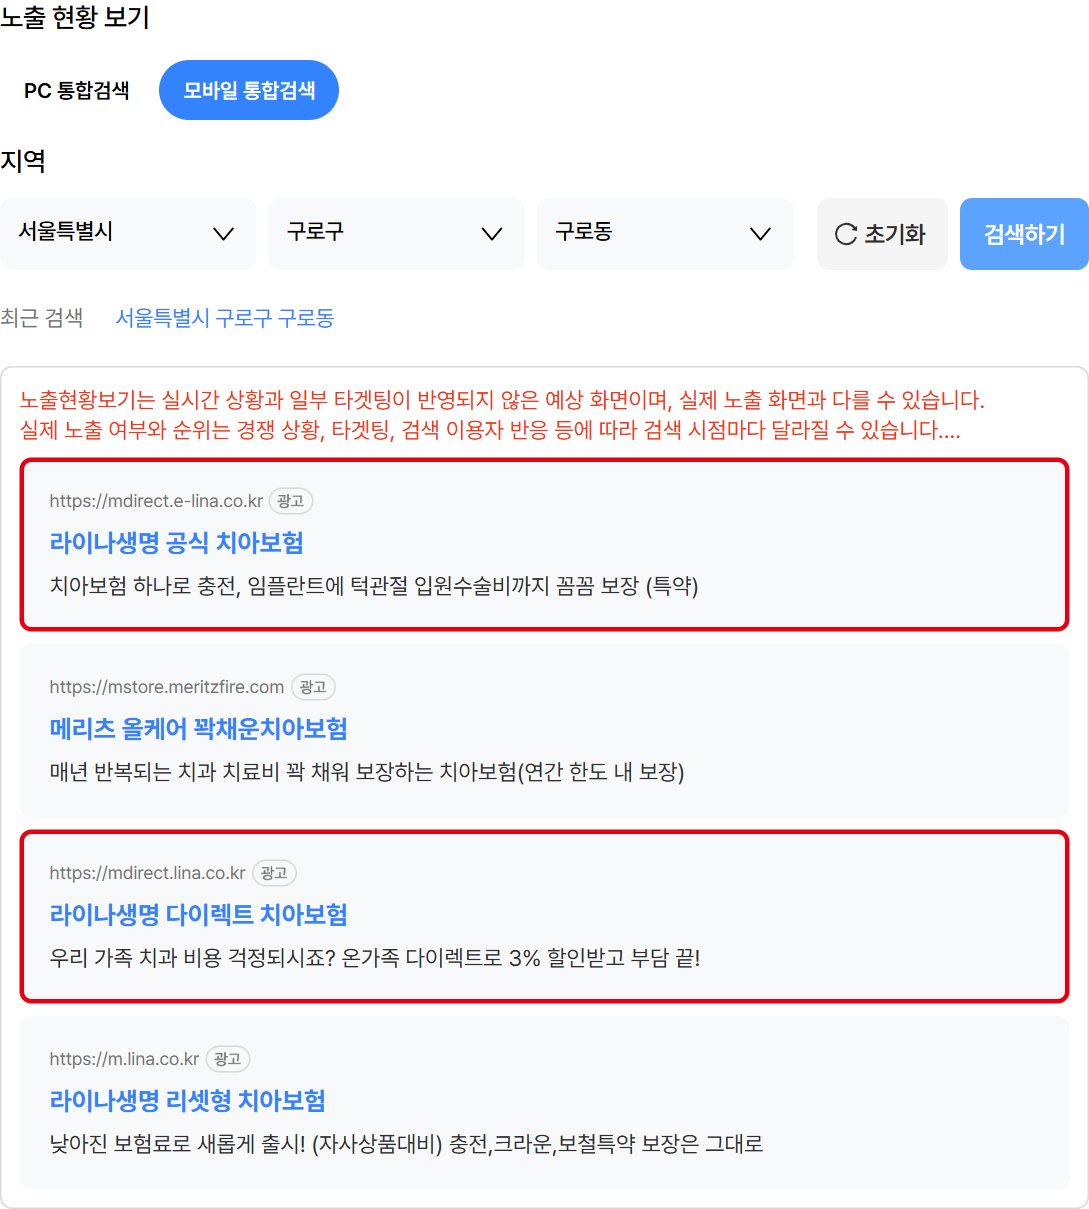 노출 현황 보기
PC 통합검색 모바일 통합검색
지역
서울특별시 구로구 구로동 초기화 검색하기
최근 검색 서울특별시 구로구 구로동
노출현황보기는 실시간 상황과 일부 타겟팅이 반영되지 않은 예상 화면이며, 실제 노출 화면과 다를 수 있습니다.
실제 노출 여부와 순위는 경쟁 상황, 타겟팅, 검색 이용자 반응 등에 따라 검색 시점마다 달라질 수 있습니다....
https://mdirect.e-lina.co.kr 광고
라이나생명 공식 치아보험
치아보험 하나로 충전, 임플란트에 턱관절 입원수술비까지 꼼꼼 보장 (특약)
https://mstore.meritzfire.com 광고
메리츠 올케어 꽉채운치아보험
매년 반복되는 치과 치료비 꽉 채워 보장하는 치아보험(연간 한도 내 보장)
https://mdirect.lina.co.kr 광고
라이나생명 다이렉트 치아보험
우리 가족 치과 비용 걱정되시죠? 온가족 다이렉트로 3% 할인받고 부담 끝!
https://m.lina.co.kr 광고
라이나생명 리셋형 치아보험
낮아진 보험료로 새롭게 출시! (자사상품대비) 충전,크라운,보철특약 보장은 그대로